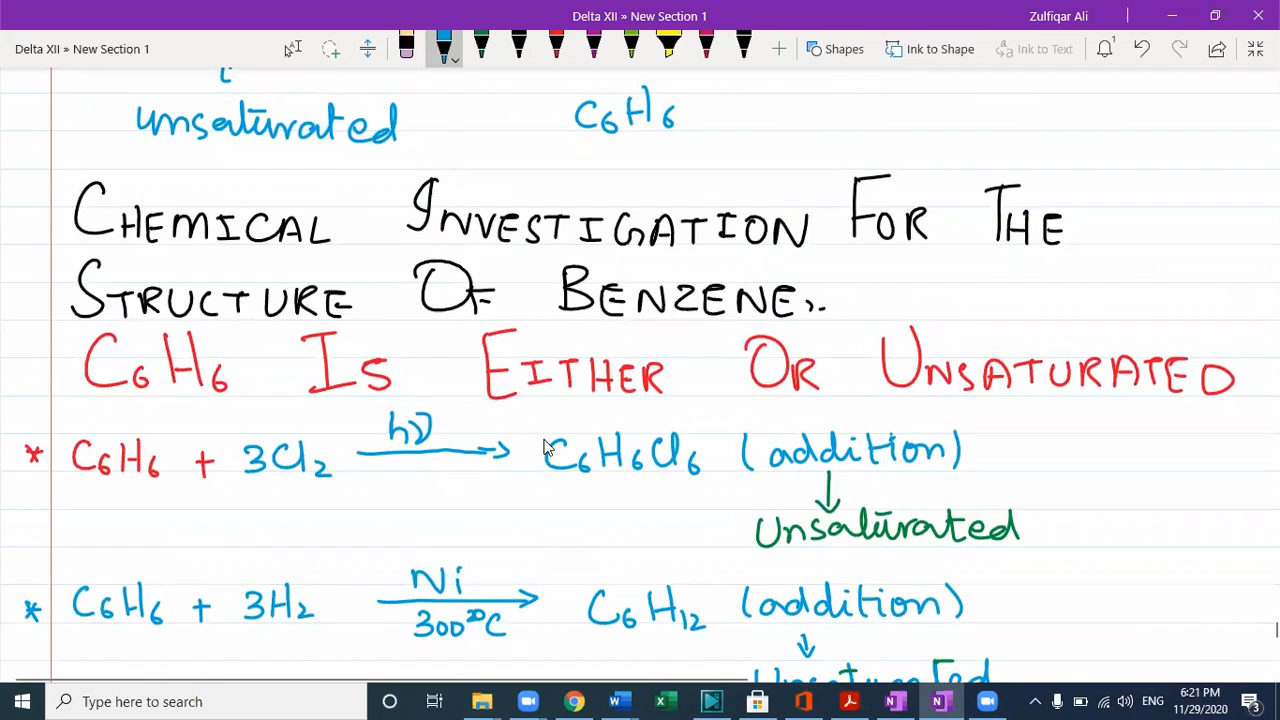 Delta XII » New Section 1
Zulfiqar Ali
Delta XII » New Section 1
Shapes
Ink to Shape
Ink to Text
unsaturated
C6H6
CHEMICAL INVESTIGATION FOR THE
STRUCTURE OF BENZENE:-
C6H6 IS EITHER OR UNSATURATED
* C6H6 + 3Cl2 hν → C6H6Cl6 (addition)
↓
Unsaturated
* C6H6 + 3H2 Ni → 300°C C6H12 (addition)
↓
Unsaturated
Type here to search
ENG
6:21 PM
11/29/2020
3